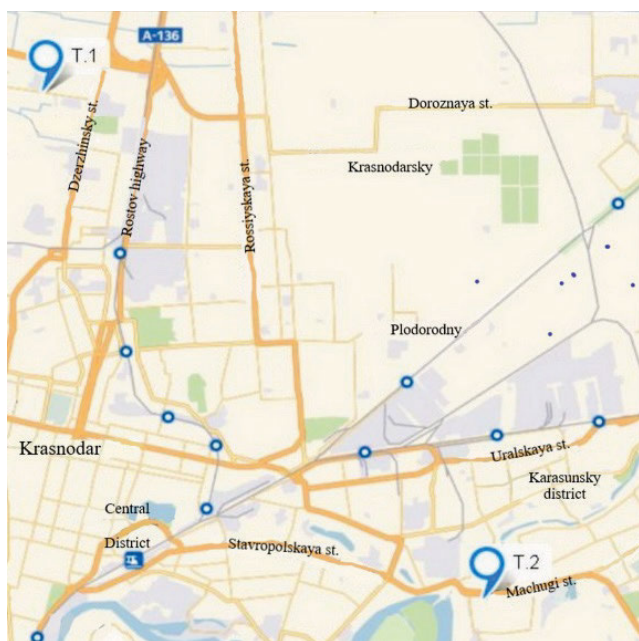 A-136
T.1
Doroznaya st.
Dzerzhinsky st.
Rostov highway
Rossiyskaya st.
Krasnodarsky
Plodorodny
Krasnodar
Uralskaya st.
Karasunsky
district
Central
District
Stavropolskaya st.
T.2
Machugi st.